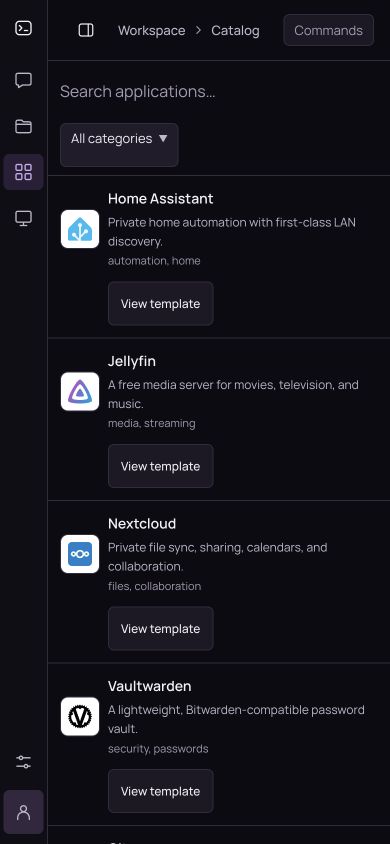 Workspace > Catalog
Commands
Search applications...
All categories
Home Assistant
Private home automation with first-class LAN
discovery.
automation, home
View template
Jellyfin
A free media server for movies, television, and
music.
media, streaming
View template
Nextcloud
Private file sync, sharing, calendars, and
collaboration.
files, collaboration
View template
Vaultwarden
A lightweight, Bitwarden-compatible password
vault.
security, passwords
View template